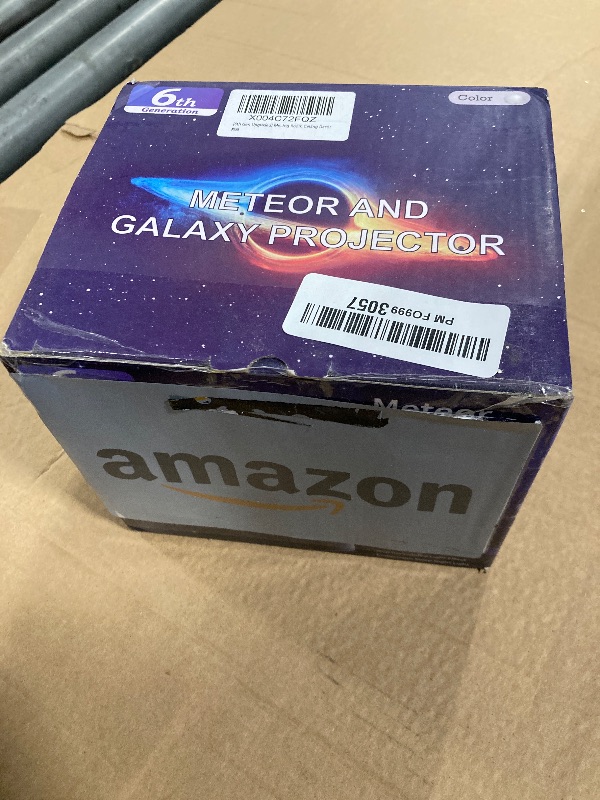 6th
Generation
X004C72FOZ
Color
METEOR AND
GALAXY PROJECTOR
PM FO999 3057
Meteor
amazon